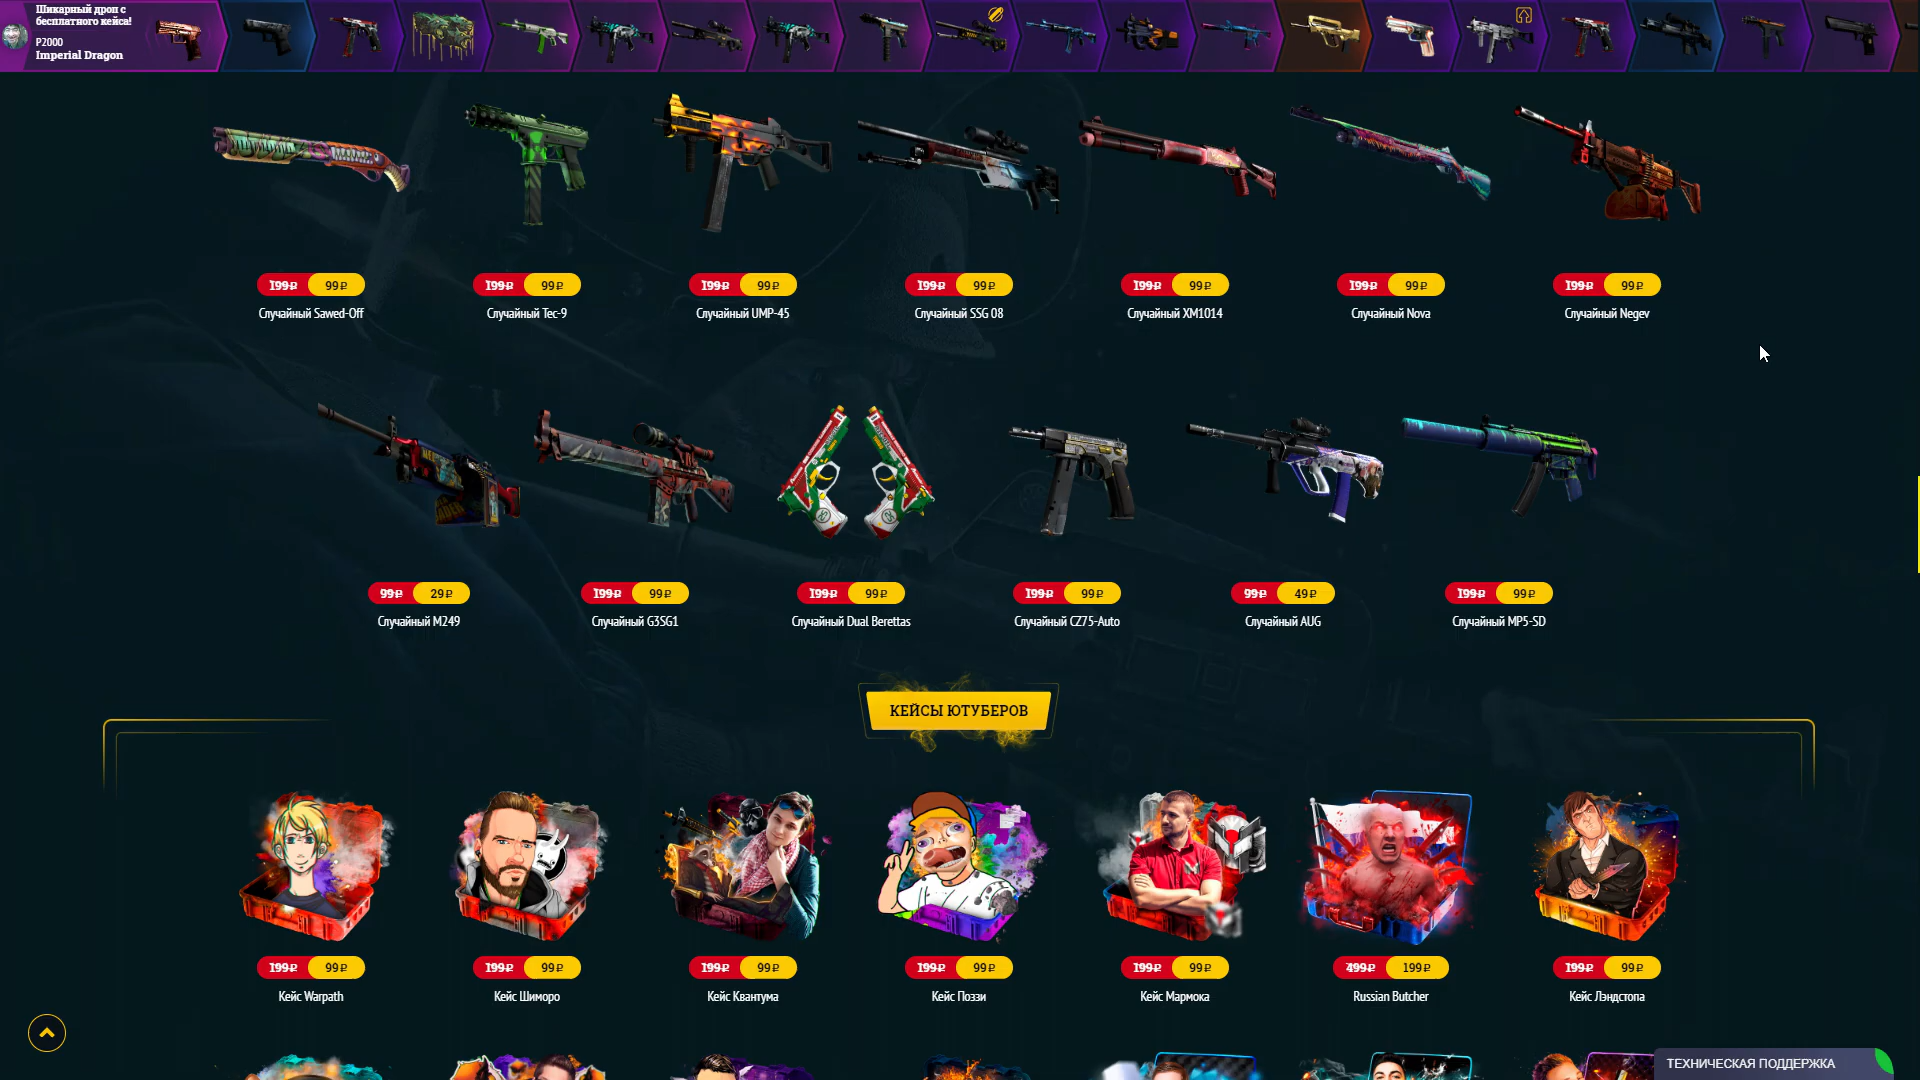 Шикарный дроп с
бесплатного кейса!
P2000
Imperial Dragon
199₽ 99₽
Случайный Sawed-Off
199₽ 99₽
Случайный Tec-9
199₽ 99₽
Случайный UMP-45
199₽ 99₽
Случайный SSG 08
199₽ 99₽
Случайный XM1014
199₽ 99₽
Случайный Nova
199₽ 99₽
Случайный Negev
99₽ 29₽
Случайный M249
199₽ 99₽
Случайный G3SG1
199₽ 99₽
Случайный Dual Berettas
199₽ 99₽
Случайный CZ75-Auto
99₽ 49₽
Случайный AUG
199₽ 99₽
Случайный MP5-SD
КЕЙСЫ ЮТУБЕРОВ
199₽ 99₽
Кейс Warpath
199₽ 99₽
Кейс Шиморо
199₽ 99₽
Кейс Квантума
199₽ 99₽
Кейс Поззи
199₽ 99₽
Кейс Мармока
499₽ 199₽
Russian Butcher
199₽ 99₽
Кейс Лэндстопа
ТЕХНИЧЕСКАЯ ПОДДЕРЖКА